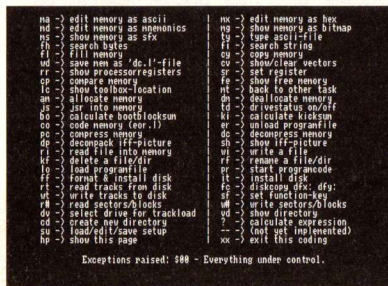 ma -> edit memory as ascii | mx -> edit memory as hex
md -> edit memory as mnemonics | mg -> show memory as bitmap
ms -> show memory as sfx | ty -> type ascii-file
fh -> search bytes | fi -> search string
fl -> fill memory | cy -> copy memory
wd -> save mem as 'dc.l'-file | cv -> show/clear vectors
rr -> show processorregisters | sr -> set register
cp -> compare memory | fe -> show free memory
lc -> show toolbox-location | mt -> back to other task
am -> allocate memory | dm -> deallocate memory
js -> jsr into memory | td -> drivestatus on/off
bo -> calculate bootblocksum | ki -> calculate kicksum
co -> code memory (eor.l) | er -> unload programfile
pc -> compress memory | dc -> decompress memory
dp -> decompack iff-picture | sh -> show iff-picture
ri -> read file into memory | wi -> write a file
kf -> delete a file/dir | rf -> rename a file/dir
lo -> load programfile | pr -> start programcode
ff -> format & install disk | it -> install disk
rt -> read tracks from disk | fc -> diskcopy dfx: dfy:
wt -> write tracks to disk | sf -> set function-key
r# -> read sectors/blocks | w# -> write sectors/blocks
dv -> select drive for trackload | yd -> show directory
cd -> create new directory | ? -> calculate expression
su -> load/edit/save setup | -- -> (not yet implemented)
hp -> show this page | xx -> exit this coding
Exceptions raised: $00 - Everything under control.